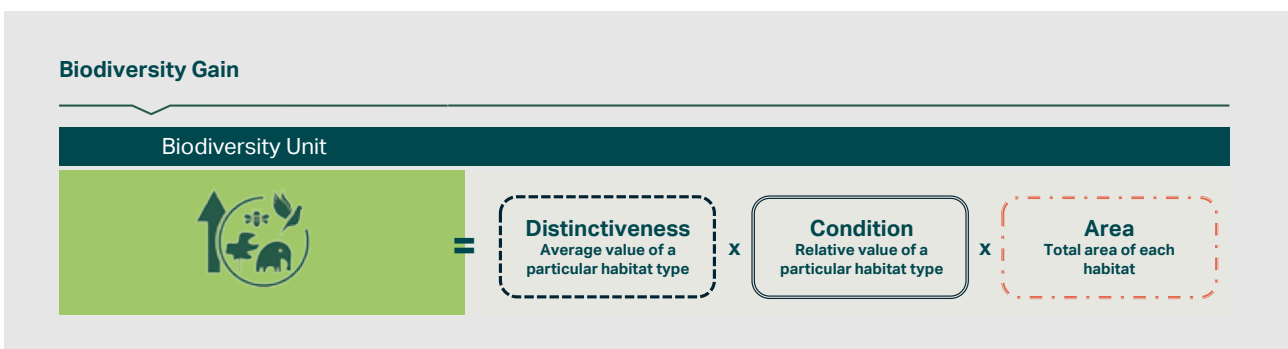 Biodiversity Gain
Biodiversity Unit
=
Distinctiveness
Average value of a
particular habitat type
x
Condition
Relative value of a
particular habitat type
x
Area
Total area of each
habitat